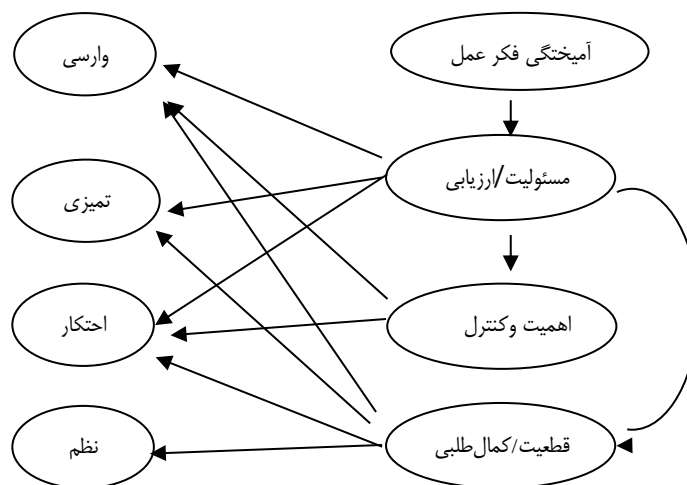 آمیختگی فکر عمل
وارسی
مسئولیت/ارزیابی
تمیزی
اهمیت وکنترل
احتکار
قطعیت/کمال‌طلبی
نظم